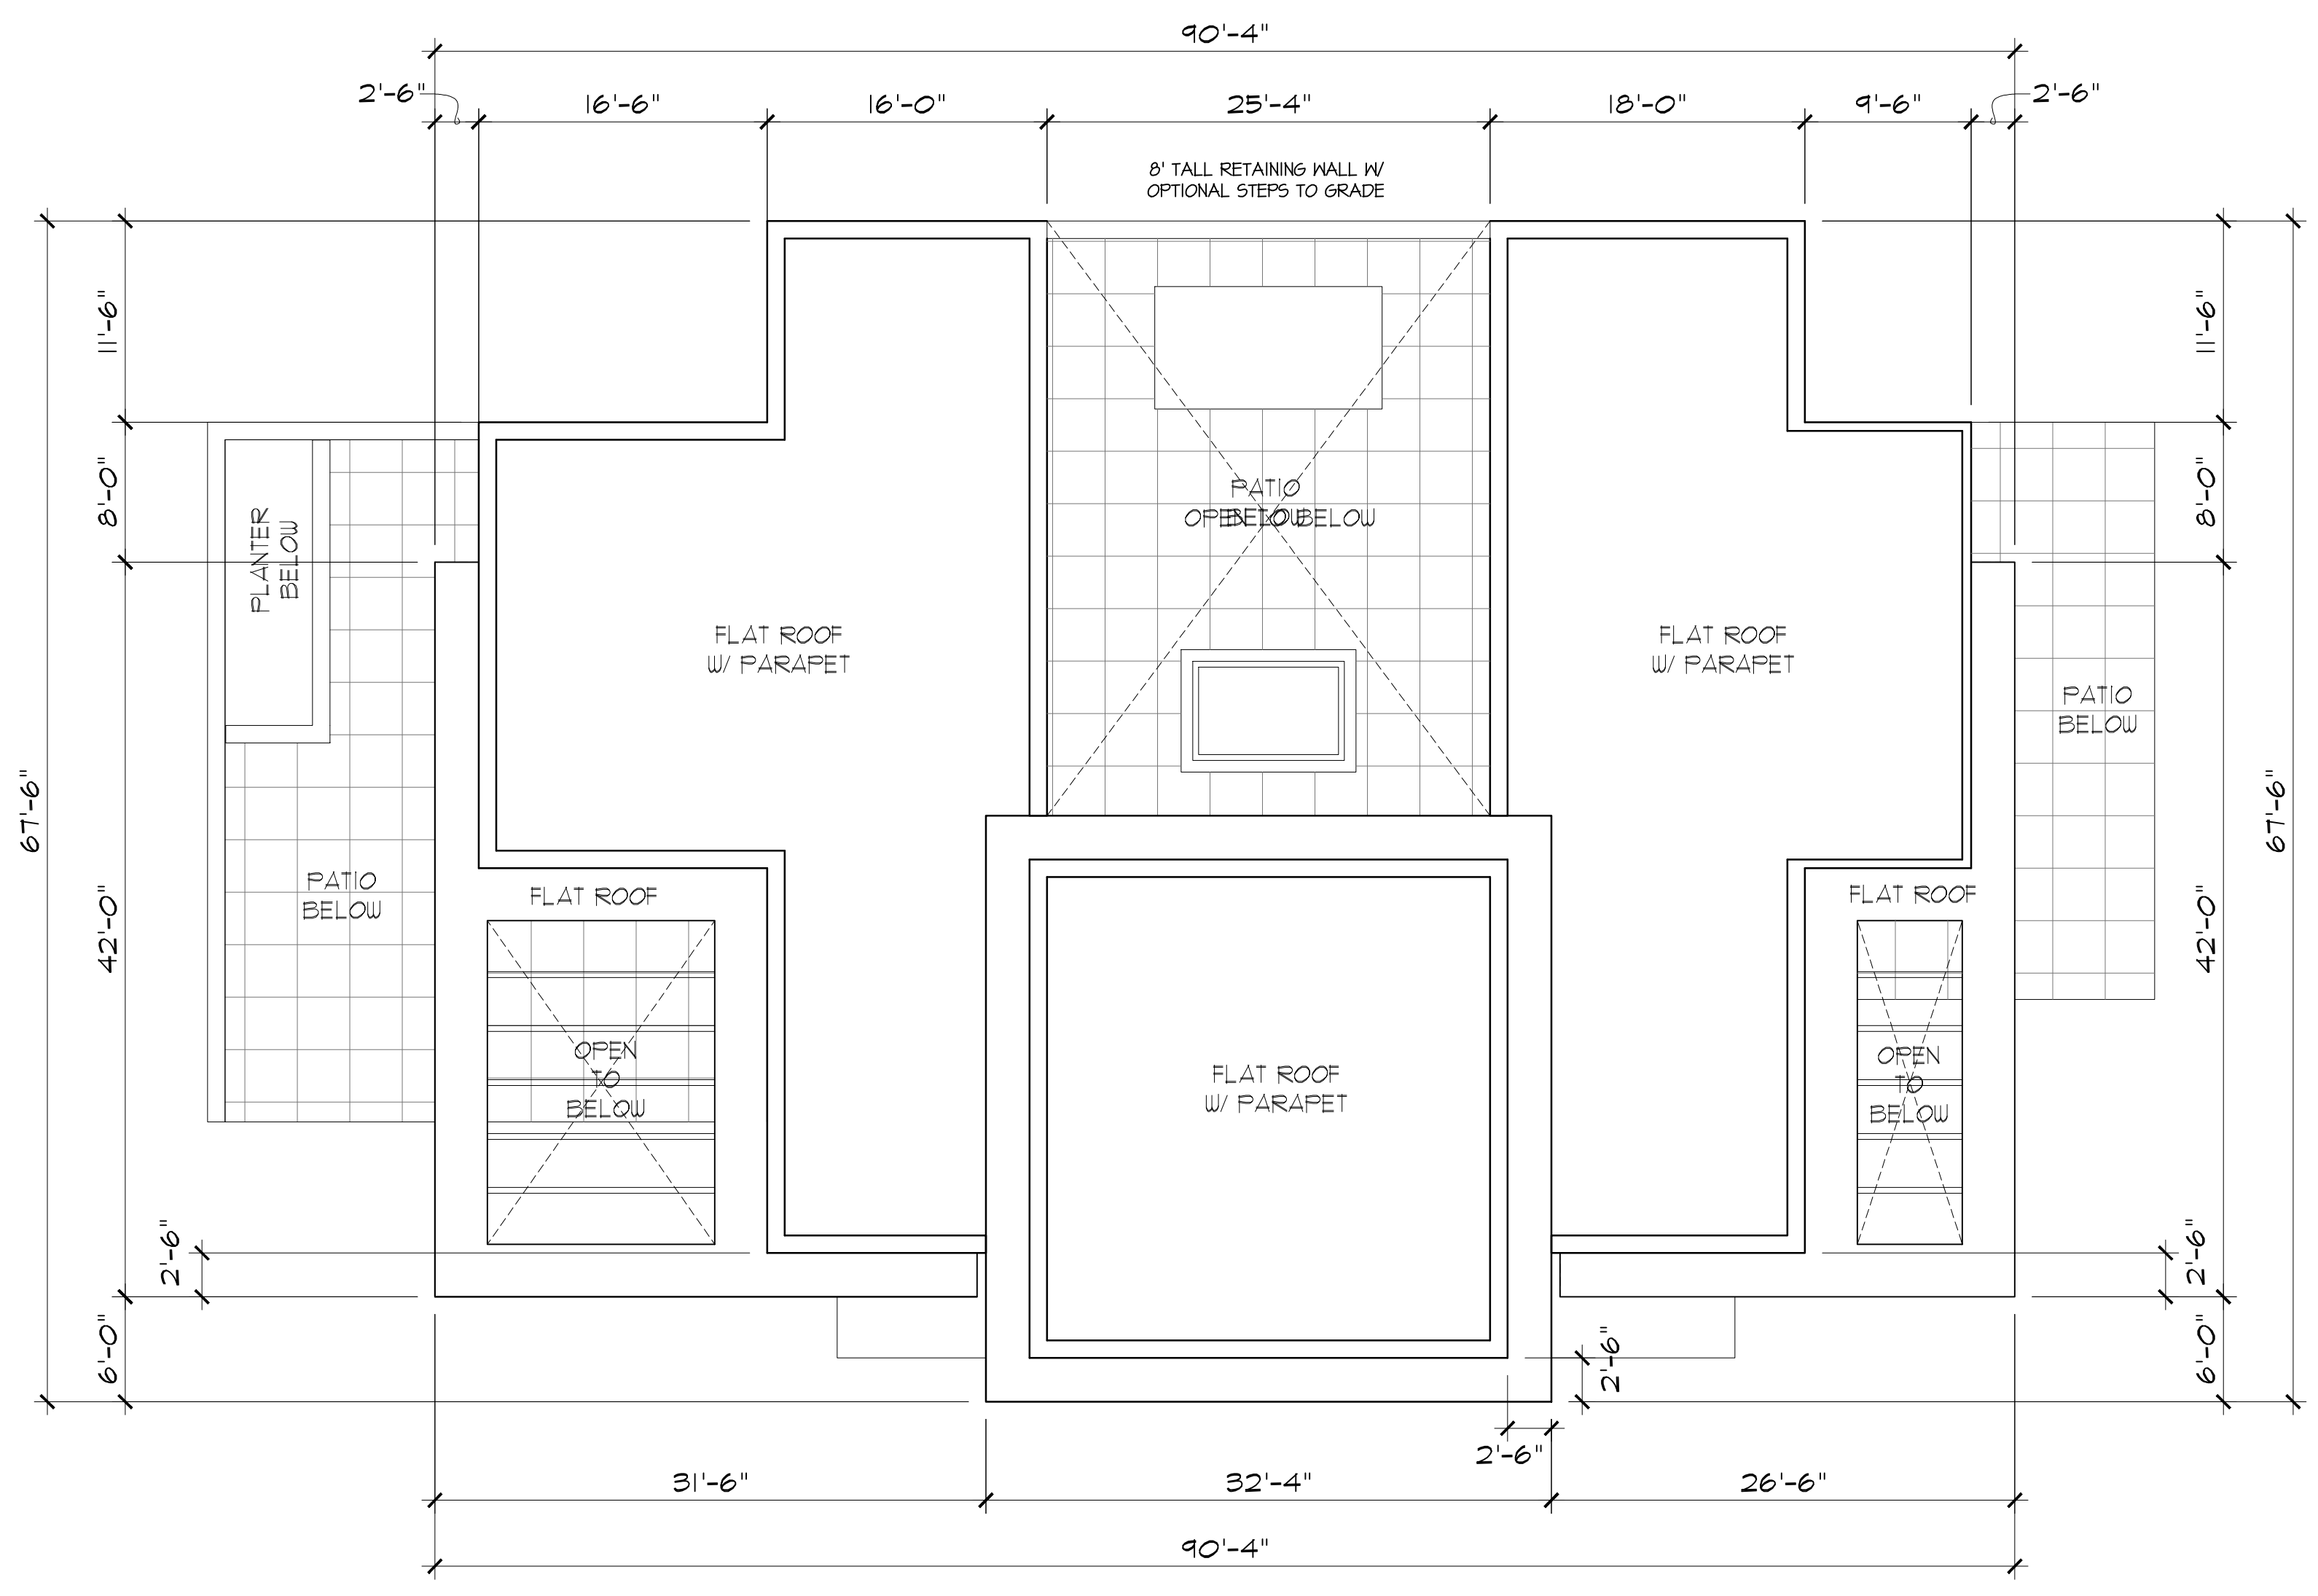 90'-4"
2'-6"
16'-6"
16'-0"
25'-4"
18'-0"
9'-6"
2'-6"
8' TALL RETAINING WALL W/
OPTIONAL STEPS TO GRADE
11'-6"
11'-6"
8'-0"
8'-0"
PLANTER
BELOW
PATIO
BELOW
OPEN TO BELOW
FLAT ROOF
W/ PARAPET
FLAT ROOF
W/ PARAPET
PATIO
BELOW
67'-6"
67'-6"
PATIO
BELOW
FLAT ROOF
FLAT ROOF
42'-0"
42'-0"
OPEN
TO
BELOW
FLAT ROOF
W/ PARAPET
OPEN
TO
BELOW
2'-6"
2'-6"
6'-0"
2'-6"
6'-0"
2'-6"
31'-6"
32'-4"
26'-6"
90'-4"